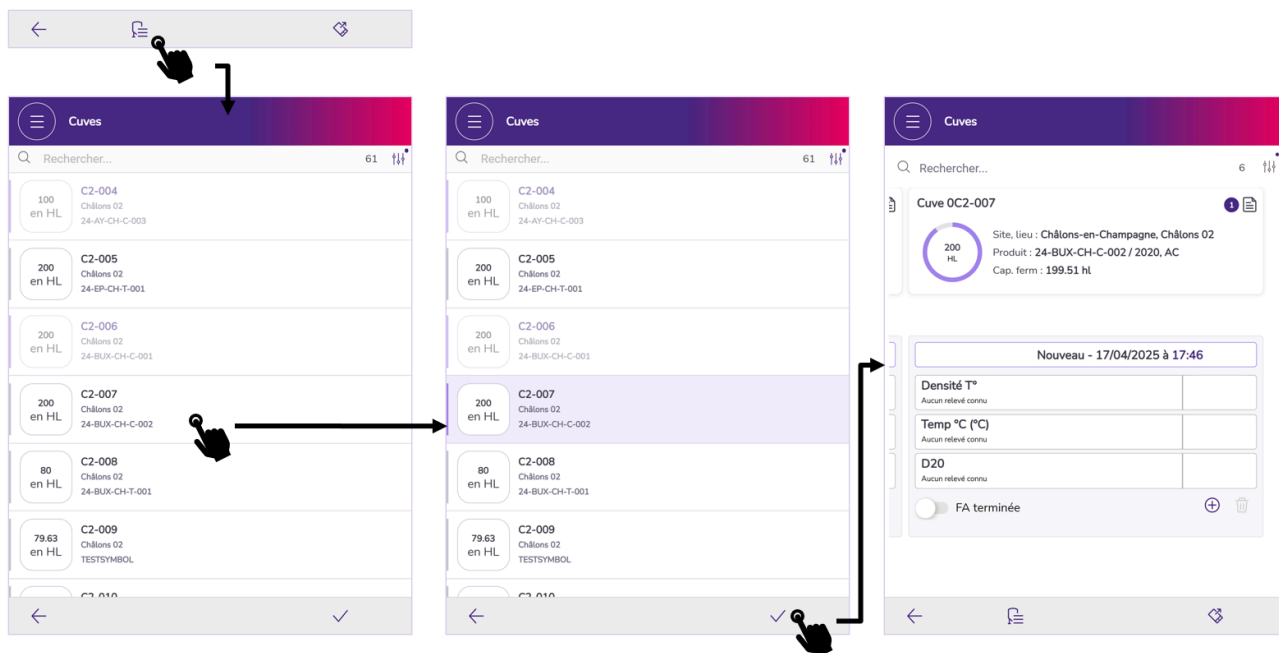 Cuves
Rechercher...
61
100
en HL
C2-004
Châlons 02
24-AY-CH-C-003
200
en HL
C2-005
Châlons 02
24-EP-CH-T-001
200
en HL
C2-006
Châlons 02
24-BUX-CH-C-001
200
en HL
C2-007
Châlons 02
24-BUX-CH-C-002
80
en HL
C2-008
Châlons 02
24-BUX-CH-T-001
79.63
en HL
C2-009
Châlons 02
TESTSYMBOL
C2-010
Cuves
Rechercher...
61
100
en HL
C2-004
Châlons 02
24-AY-CH-C-003
200
en HL
C2-005
Châlons 02
24-EP-CH-T-001
200
en HL
C2-006
Châlons 02
24-BUX-CH-C-001
200
en HL
C2-007
Châlons 02
24-BUX-CH-C-002
80
en HL
C2-008
Châlons 02
24-BUX-CH-T-001
79.63
en HL
C2-009
Châlons 02
TESTSYMBOL
C2-010
Cuves
Rechercher...
6
Cuve 0C2-007
1
200
HL
Site, lieu : Châlons-en-Champagne, Châlons 02
Produit : 24-BUX-CH-C-002 / 2020, AC
Cap. ferm : 199.51 hl
Nouveau - 17/04/2025 à 17:46
Densité T°
Aucun relevé connu
Temp °C (°C)
Aucun relevé connu
D20
Aucun relevé connu
FA terminée